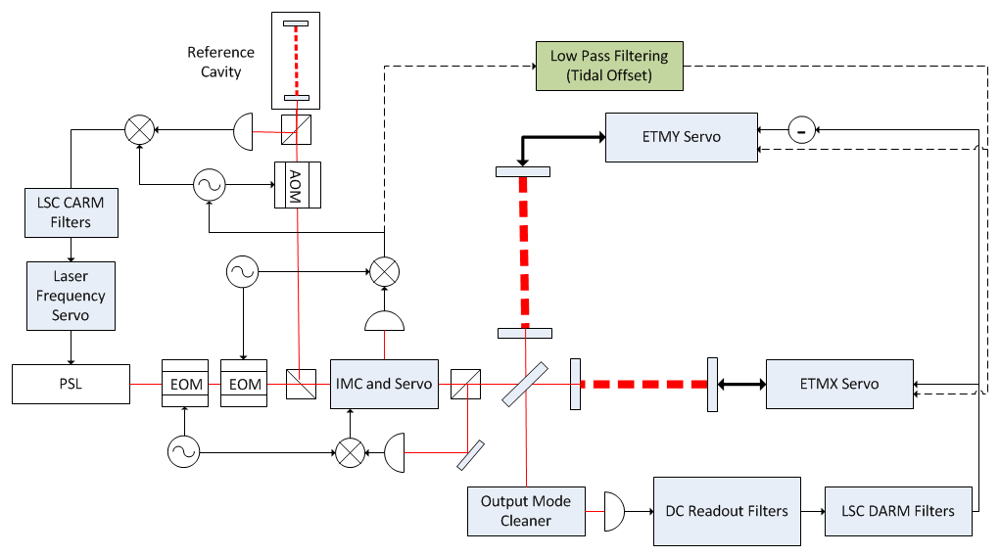 Reference
Cavity
Low Pass Filtering
(Tidal Offset)
ETMY Servo
-
AOM
LSC CARM
Filters
Laser
Frequency
Servo
PSL
EOM
EOM
IMC and Servo
ETMX Servo
Output Mode
Cleaner
DC Readout Filters
LSC DARM Filters